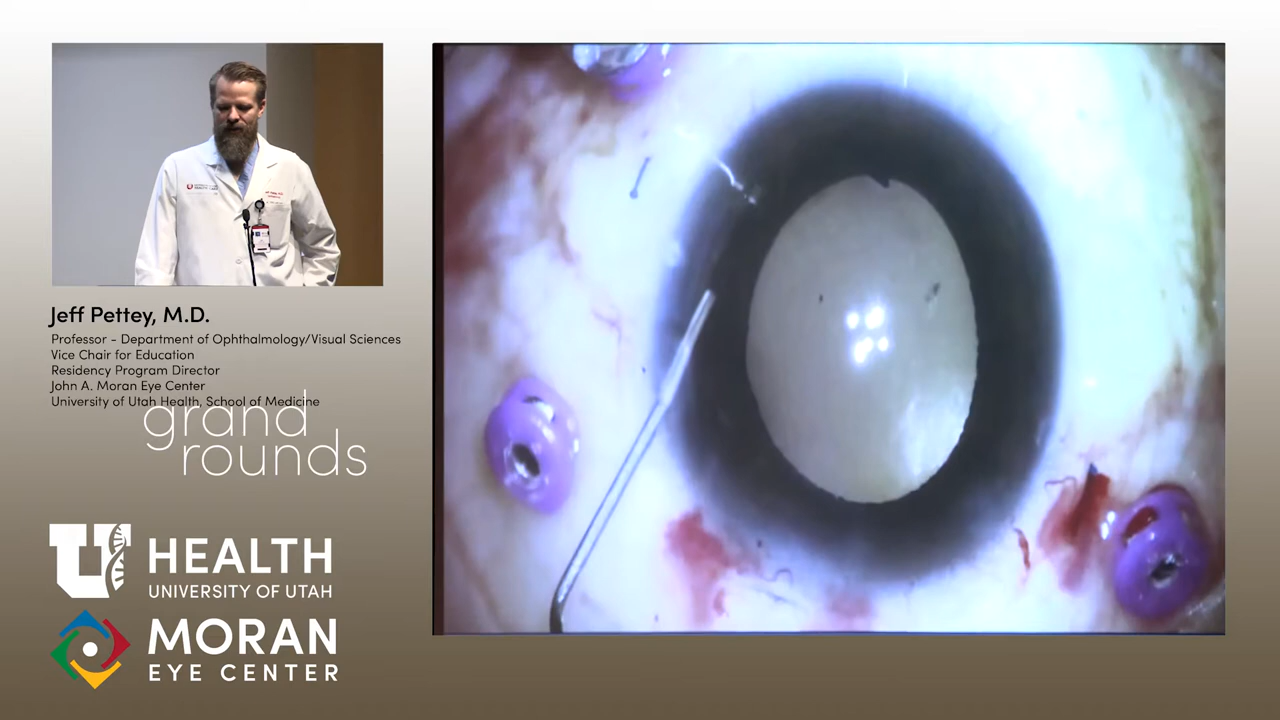 Jeff Pettey, M.D.
Professor - Department of Ophthalmology/Visual Sciences
Vice Chair for Education
Residency Program Director
John A. Moran Eye Center
University of Utah Health, School of Medicine
grand
rounds
U HEALTH
UNIVERSITY OF UTAH
MORAN
EYE CENTER